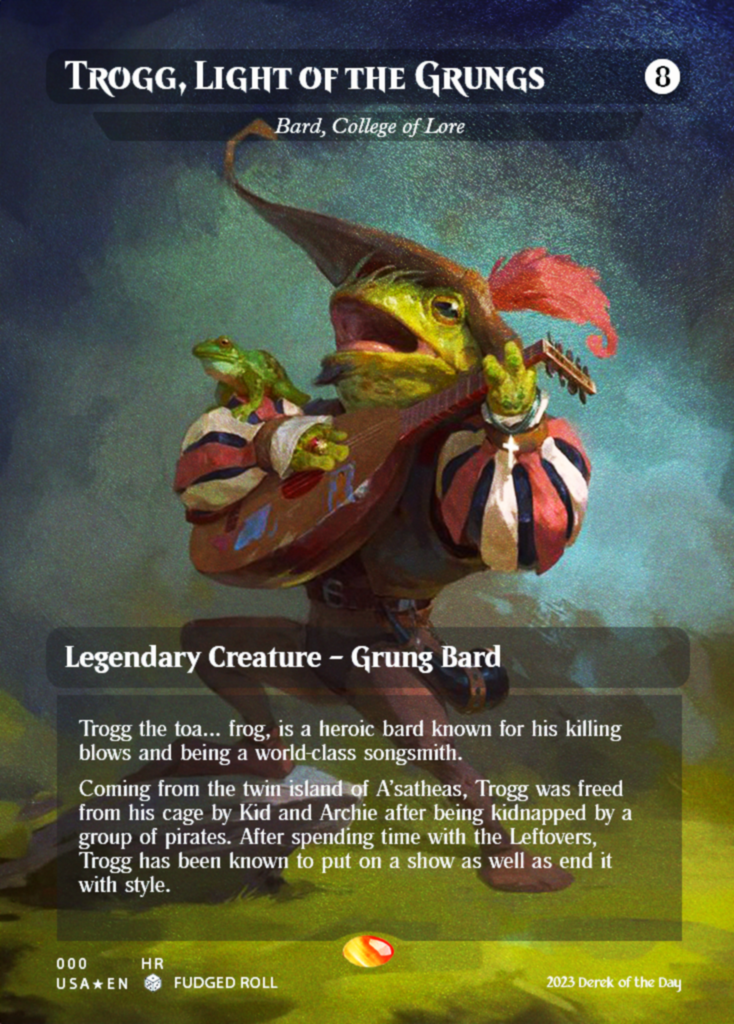 Trogg, Light of the Grungs
8
Bard, College of Lore
Legendary Creature – Grung Bard
Trogg the toa... frog, is a heroic bard known for his killing
blows and being a world-class songsmith.
Coming from the twin island of A'satheas, Trogg was freed
from his cage by Kid and Archie after being kidnapped by a
group of pirates. After spending time with the Leftovers,
Trogg has been known to put on a show as well as end it
with style.
000 HR
USA★EN FUDGED ROLL
2023 Derek of the Day